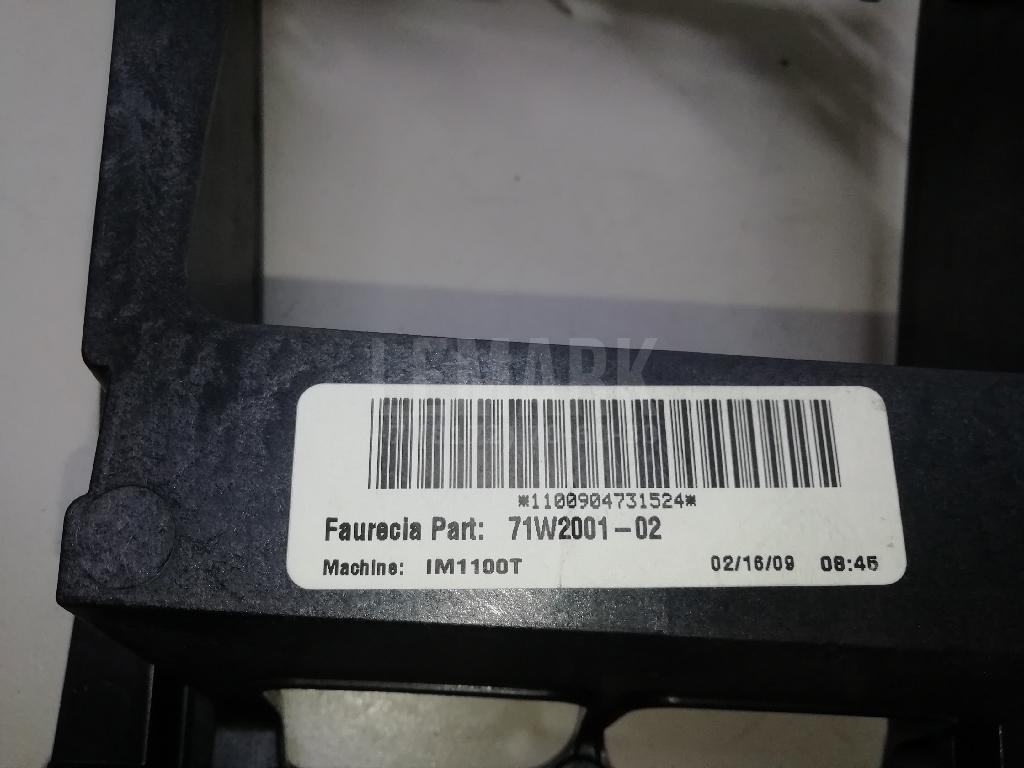 LEMARK
*1100904731524*
Faurecia Part: 71W2001-02
Machine: IM1100T 02/16/09 08:45